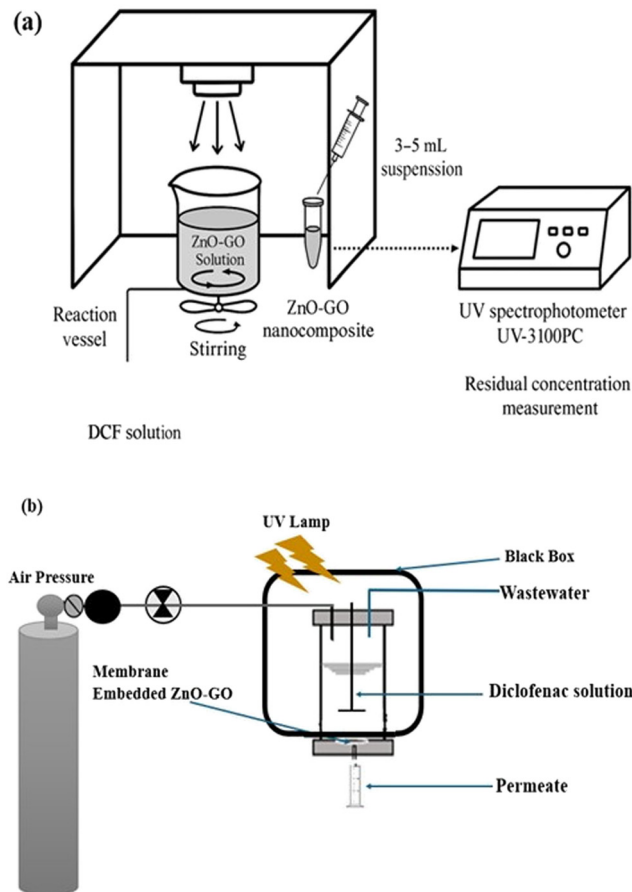 (a)
3–5 mL
suspenssion
ZnO-GO
Solution
Reaction
vessel
Stirring
ZnO-GO
nanocomposite
UV spectrophotometer
UV-3100PC
Residual concentration
measurement
DCF solution
(b)
UV Lamp
Black Box
Air Pressure
Wastewater
Membrane
Embedded ZnO-GO
Diclofenac solution
Permeate